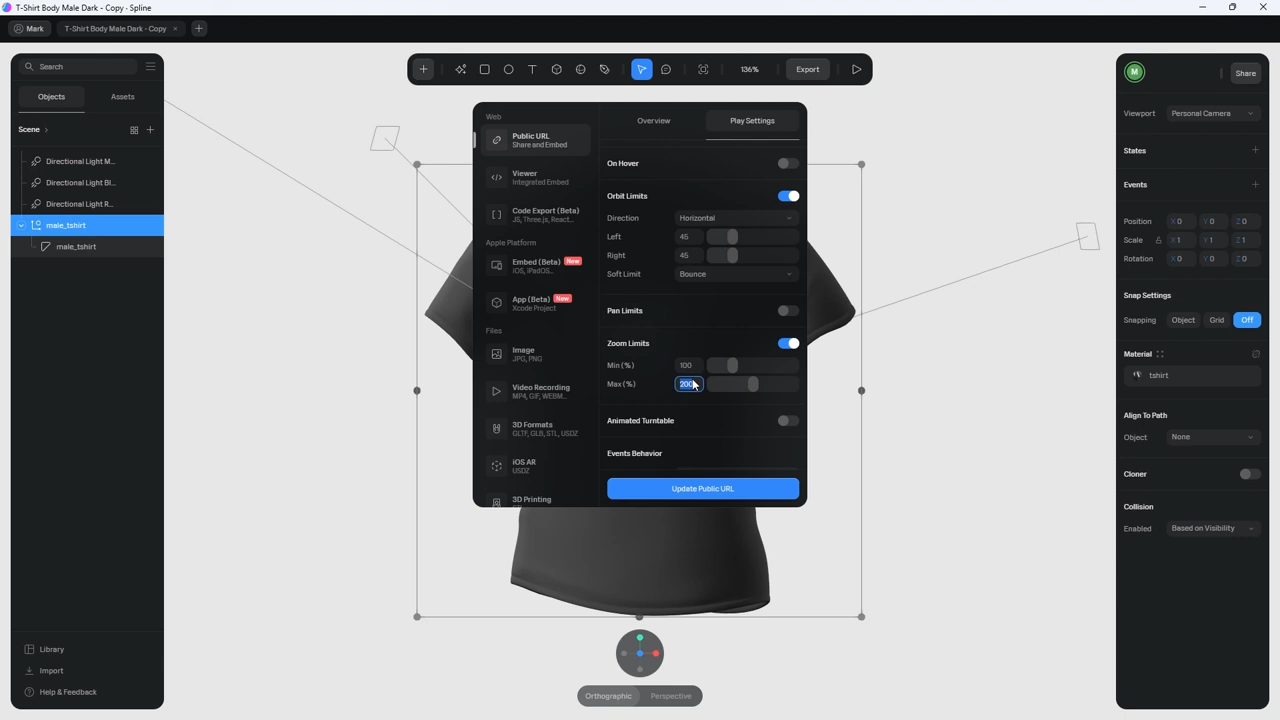 T-Shirt Body Male Dark - Copy · Spline
Mark
T-Shirt Body Male Dark - Copy
Search
136%
Export
Share
M
Objects
Assets
Scene
Directional Light M...
Directional Light Bl...
Directional Light R...
male_tshirt
male_tshirt
Library
Import
Help & Feedback
Web
Public URL
Share and Embed
Viewer
Integrated Embed
Code Export (Beta)
JS, Three.js, React...
Apple Platform
Embed (Beta) New
iOS, iPadOS...
App (Beta) New
Xcode Project
Files
Image
JPG, PNG
Video Recording
MP4, GIF, WEBM...
3D Formats
GLTF, GLB, STL, USDZ
iOS AR
USDZ
3D Printing
Overview
Play Settings
On Hover
Orbit Limits
Direction Horizontal
Left 45
Right 45
Soft Limit Bounce
Pan Limits
Zoom Limits
Min (%) 100
Max (%) 200
Animated Turntable
Events Behavior
Update Public URL
Orthographic
Perspective
Viewport Personal Camera
States
Events
Position X 0 Y 0 Z 0
Scale X 1 Y 1 Z 1
Rotation X 0 Y 0 Z 0
Snap Settings
Snapping Object Grid Off
Material
tshirt
Align To Path
Object None
Cloner
Collision
Enabled Based on Visibility